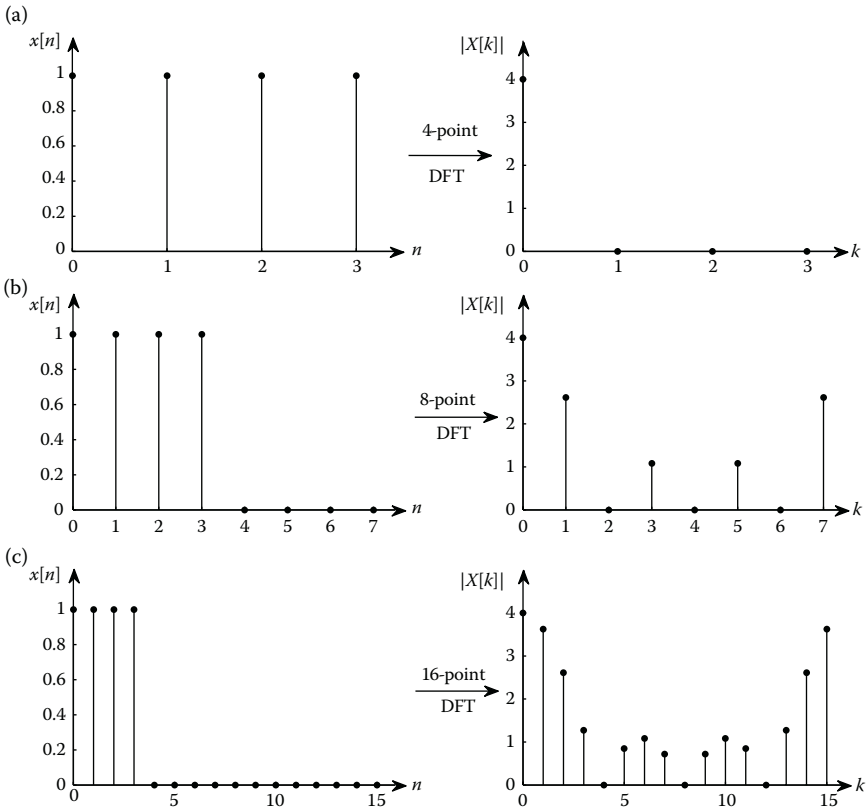 (a)
x[n]
1
0.8
0.6
0.4
0.2
0
0 1 2 3 n
4-point
DFT
|X[k]|
4
3
2
1
0
0 1 2 3 k
(b)
x[n]
1
0.8
0.6
0.4
0.2
0
0 1 2 3 4 5 6 7 n
8-point
DFT
|X[k]|
4
3
2
1
0
0 1 2 3 4 5 6 7 k
(c)
x[n]
1
0.8
0.6
0.4
0.2
0
0 5 10 15 n
16-point
DFT
|X[k]|
4
3
2
1
0
0 5 10 15 k